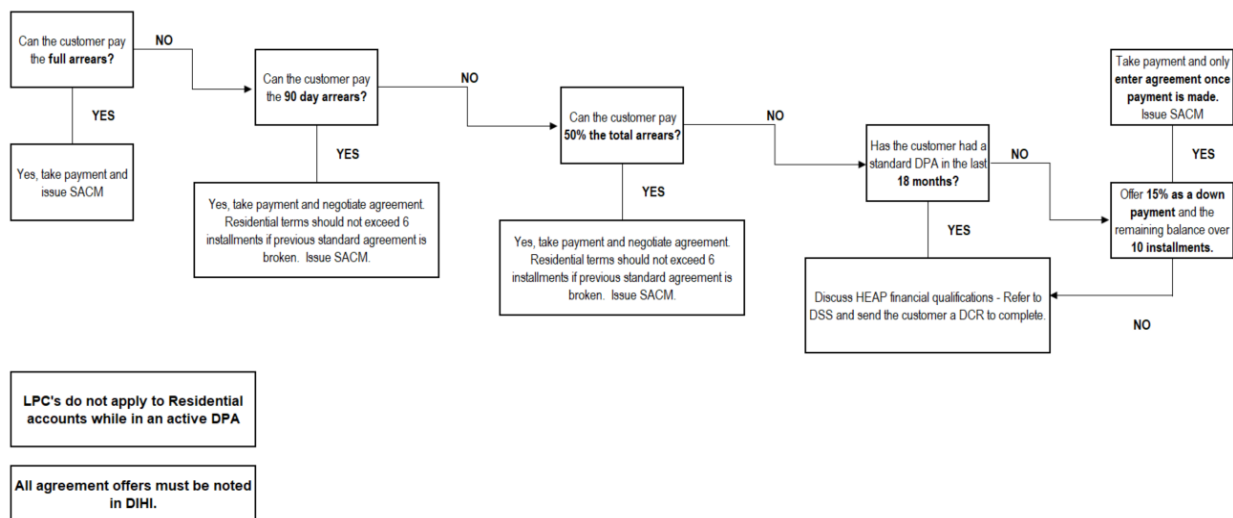 Can the customer pay
the full arrears?
NO
YES
Yes, take payment and
issue SACM
Can the customer pay
the 90 day arrears?
NO
YES
Yes, take payment and negotiate agreement.
Residential terms should not exceed 6
installments if previous standard agreement is
broken.  Issue SACM.
Can the customer pay
50% the total arrears?
NO
YES
Yes, take payment and negotiate agreement.
Residential terms should not exceed 6
installments if previous standard agreement is
broken.  Issue SACM.
Has the customer had a
standard DPA in the last
18 months?
NO
YES
Discuss HEAP financial qualifications - Refer to
DSS and send the customer a DCR to complete.
Take payment and only
enter agreement once
payment is made.
Issue SACM
YES
Offer 15% as a down
payment and the
remaining balance over
10 installments.
NO
LPC's do not apply to Residential
accounts while in an active DPA
All agreement offers must be noted
in DIHI.